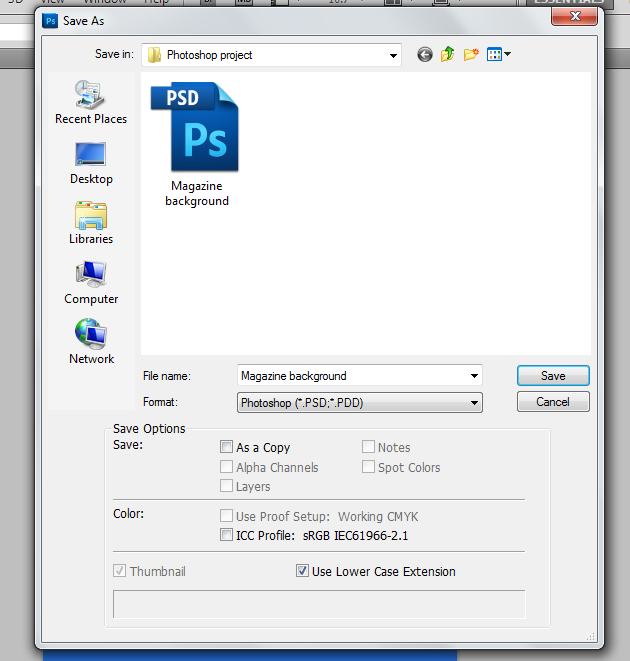 Save As
Save in:
Photoshop project
Recent Places
Desktop
Libraries
Computer
Network
PSD
Ps
Magazine
background
File name:
Magazine background
Save
Format:
Photoshop (*.PSD;*.PDD)
Cancel
Save Options
Save:
As a Copy
Notes
Alpha Channels
Spot Colors
Layers
Color:
Use Proof Setup: Working CMYK
ICC Profile: sRGB IEC61966-2.1
Thumbnail
Use Lower Case Extension